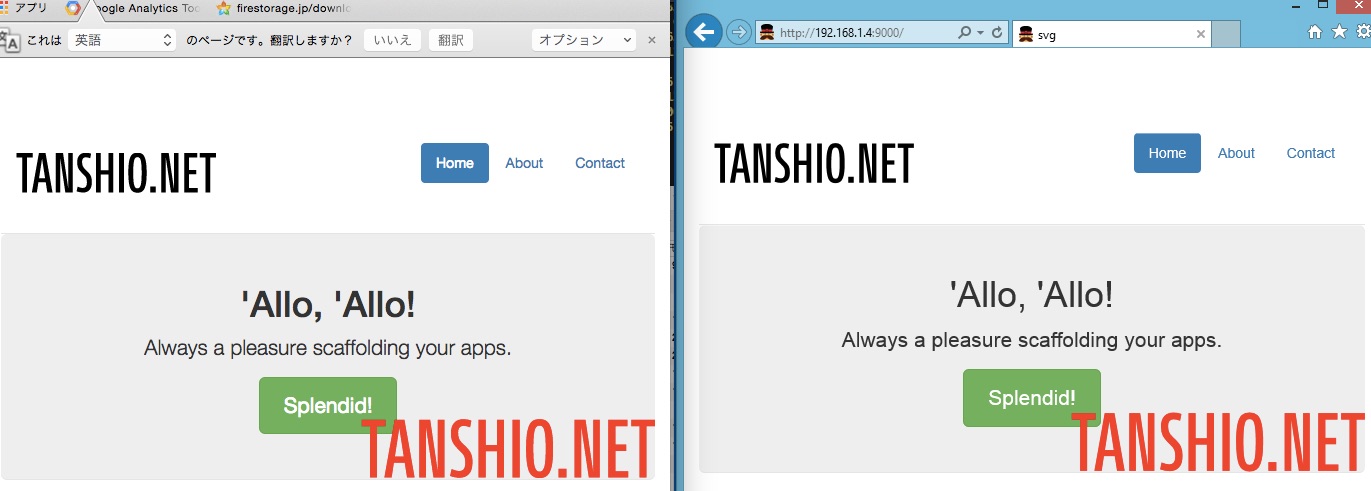 アプリ oogle Analytics Too firestorage.jp/downlo
これは 英語 のページです。翻訳しますか? いいえ 翻訳 オプション ×
TANSHIO.NET
Home About Contact
'Allo, 'Allo!
Always a pleasure scaffolding your apps.
Splendid!
TANSHIO.NET
http://192.168.1.4:9000/ svg ×
TANSHIO.NET
Home About Contact
'Allo, 'Allo!
Always a pleasure scaffolding your apps.
Splendid!
TANSHIO.NET